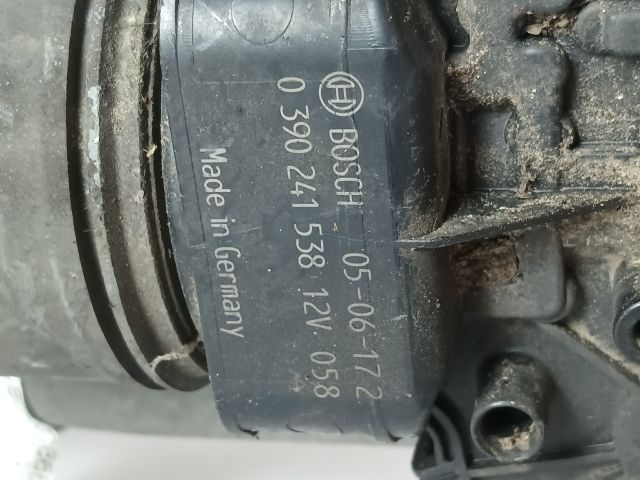 BOSCH 05-06-17 2
0 390 241 538 12V 058
Made in Germany